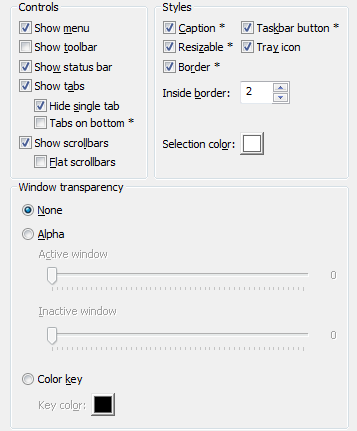 Controls
Show menu
Show toolbar
Show status bar
Show tabs
Hide single tab
Tabs on bottom *
Show scrollbars
Flat scrollbars
Styles
Caption * Taskbar button *
Resizable * Tray icon
Border *
Inside border: 2
Selection color:
Window transparency
None
Alpha
Active window
0
Inactive window
0
Color key
Key color: